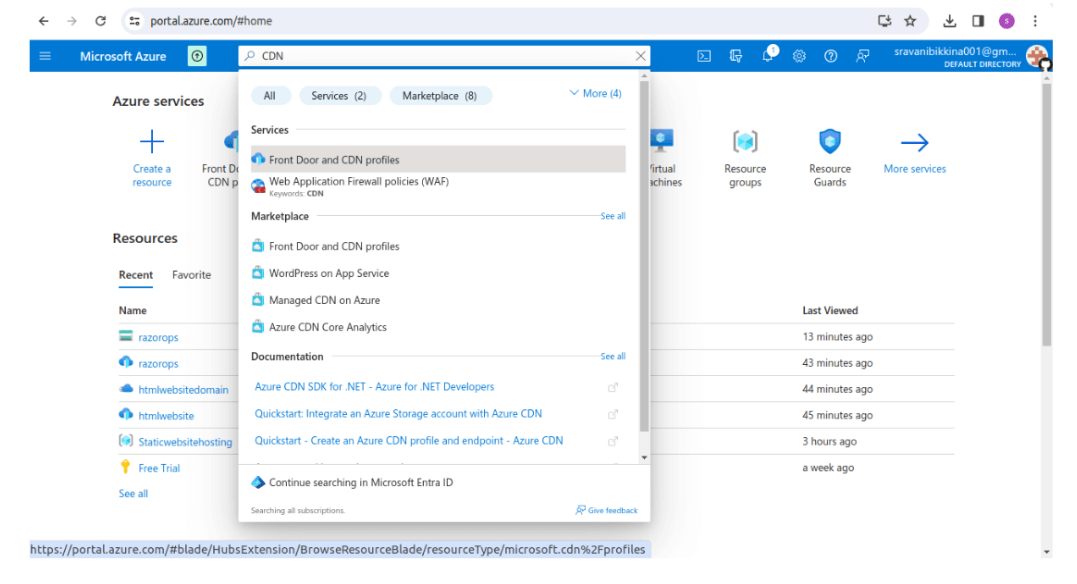 portal.azure.com/#home
s
Microsoft Azure
CDN
1
sravanibikkina001@gm...
DEFAULT DIRECTORY
Azure services
All
Services (2)
Marketplace (8)
More (4)
Services
Front Door and CDN profiles
Web Application Firewall policies (WAF)
Keywords: CDN
Marketplace
See all
Front Door and CDN profiles
WordPress on App Service
Managed CDN on Azure
Azure CDN Core Analytics
Documentation
See all
Azure CDN SDK for .NET - Azure for .NET Developers
Quickstart: Integrate an Azure Storage account with Azure CDN
Quickstart - Create an Azure CDN profile and endpoint - Azure CDN
Continue searching in Microsoft Entra ID
Searching all subscriptions.
Give feedback
Create a
resource
Front Do
CDN p
irtual
achines
Resource
groups
Resource
Guards
More services
Resources
Recent
Favorite
Name
Last Viewed
razorops
13 minutes ago
razorops
43 minutes ago
htmlwebsitedomain
44 minutes ago
htmlwebsite
45 minutes ago
Staticwebsitehosting
3 hours ago
Free Trial
a week ago
See all
https://portal.azure.com/#blade/HubsExtension/BrowseResourceBlade/resourceType/microsoft.cdn%2Fprofiles